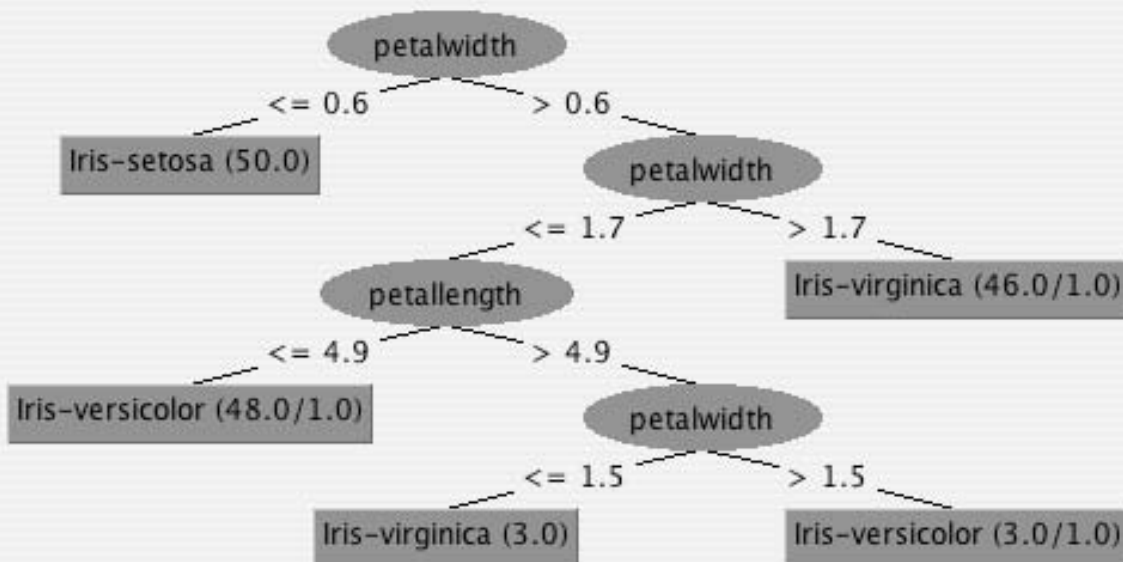 petalwidth
<= 0.6 > 0.6
Iris-setosa (50.0)
petalwidth
<= 1.7 > 1.7
petallength
Iris-virginica (46.0/1.0)
<= 4.9 > 4.9
Iris-versicolor (48.0/1.0)
petalwidth
<= 1.5 > 1.5
Iris-virginica (3.0)
Iris-versicolor (3.0/1.0)